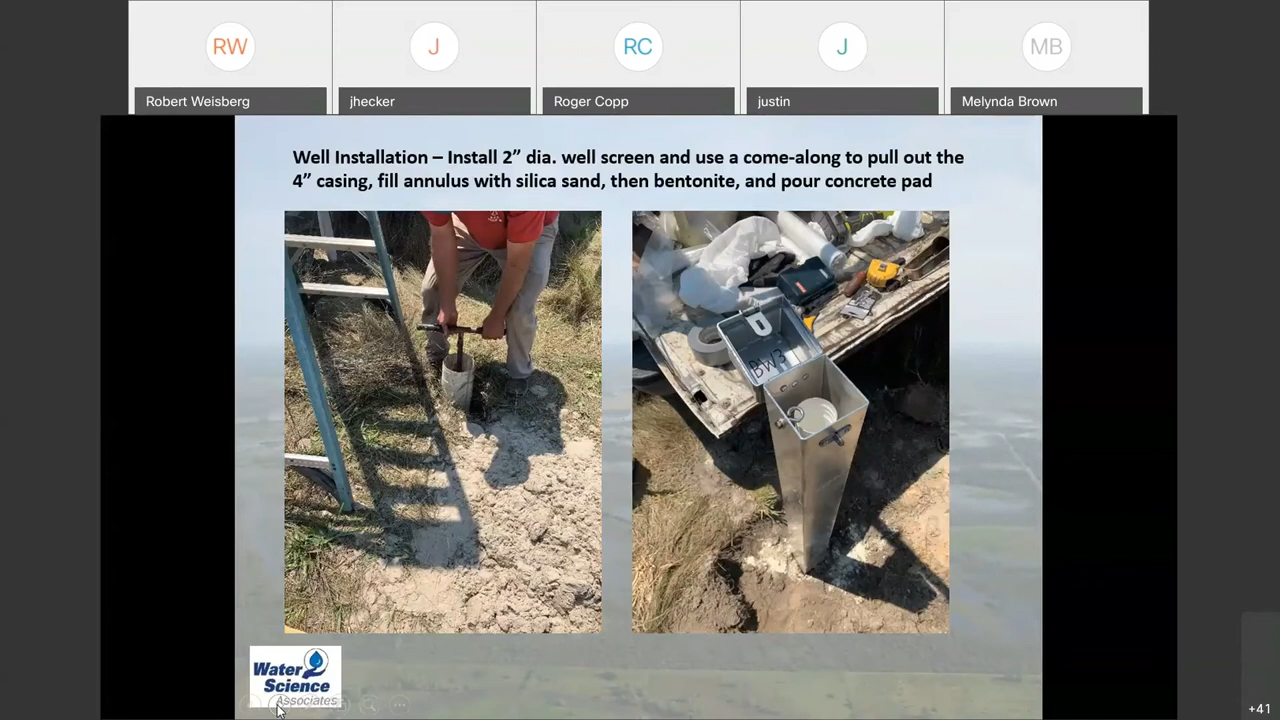 RW
J
RC
J
MB
Robert Weisberg
jhecker
Roger Copp
justin
Melynda Brown
Well Installation – Install 2” dia. well screen and use a come-along to pull out the
4” casing, fill annulus with silica sand, then bentonite, and pour concrete pad
BW3
Water
Science
Associates
+41